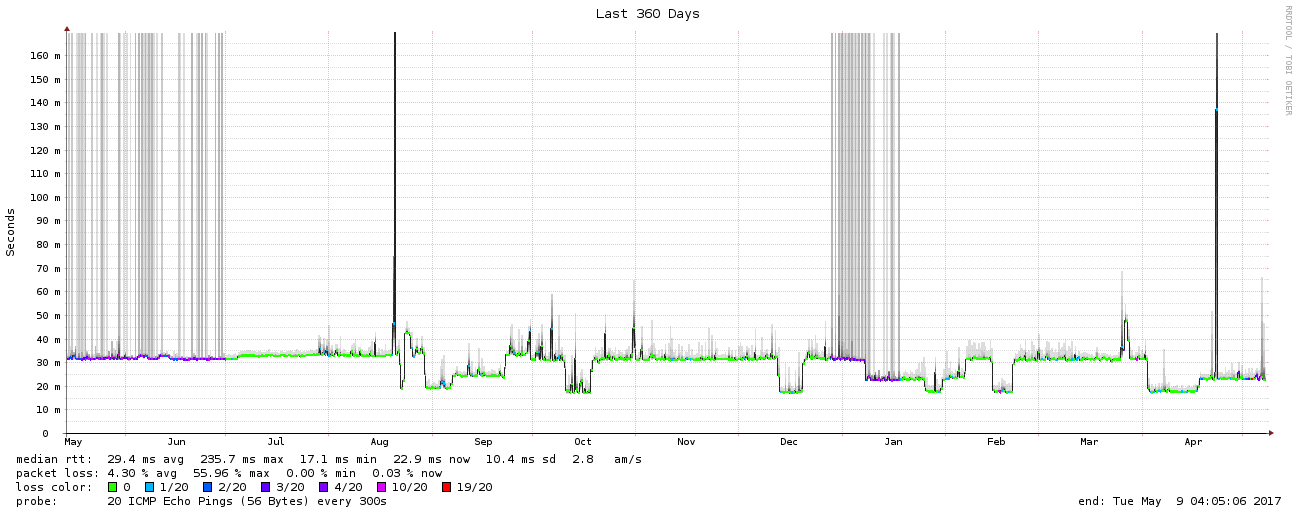 Last 360 Days
RRDTOOL / TOBI OETIKER
Seconds
160 m
150 m
140 m
130 m
120 m
110 m
100 m
90 m
80 m
70 m
60 m
50 m
40 m
30 m
20 m
10 m
0
May Jun Jul Aug Sep Oct Nov Dec Jan Feb Mar Apr
median rtt: 29.4 ms avg 235.7 ms max 17.1 ms min 22.9 ms now 10.4 ms sd 2.8 am/s
packet loss: 4.30 % avg 55.96 % max 0.00 % min 0.03 % now
loss color: 0 1/20 2/20 3/20 4/20 10/20 19/20
probe: 20 ICMP Echo Pings (56 Bytes) every 300s end: Tue May 9 04:05:06 2017